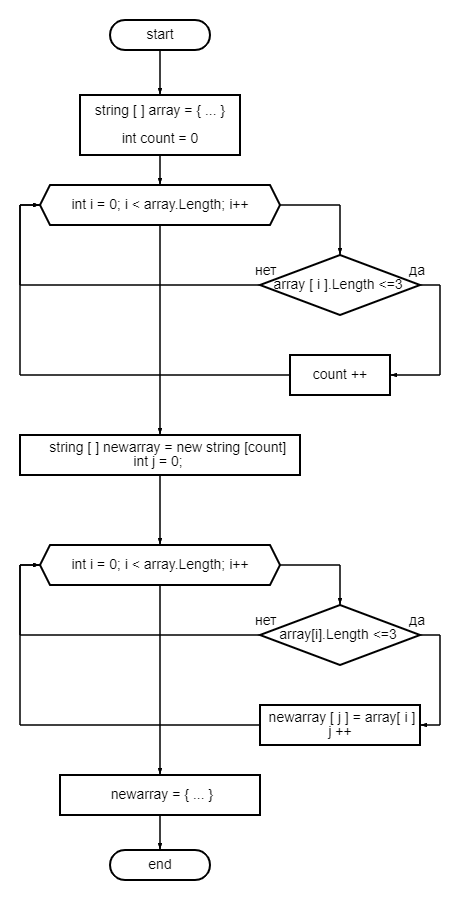 start
string [ ] array = { ... }
int count = 0
int i = 0; i < array.Length; i++
нет
да
array [ i ].Length <=3
count ++
string [ ] newarray = new string [count]
int j = 0;
int i = 0; i < array.Length; i++
нет
да
array[i].Length <=3
newarray [ j ] = array[ i ]
j ++
newarray = { ... }
end